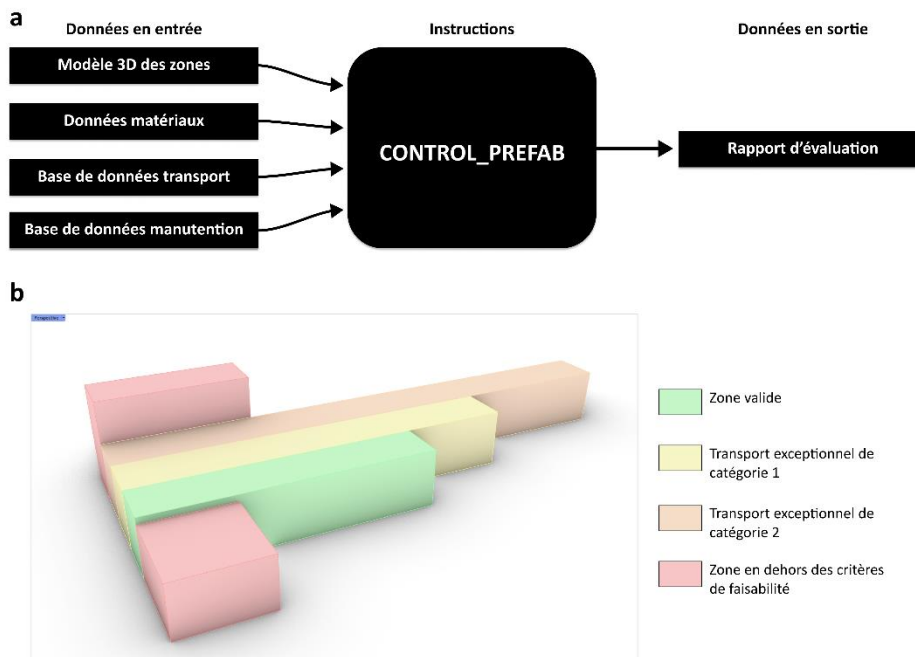 a
Données en entrée
Instructions
Données en sortie
Modèle 3D des zones
Données matériaux
Base de données transport
Base de données manutention
CONTROL_PREFAB
Rapport d'évaluation
b
Perspective
Zone valide
Transport exceptionnel de
catégorie 1
Transport exceptionnel de
catégorie 2
Zone en dehors des critères
de faisabilité